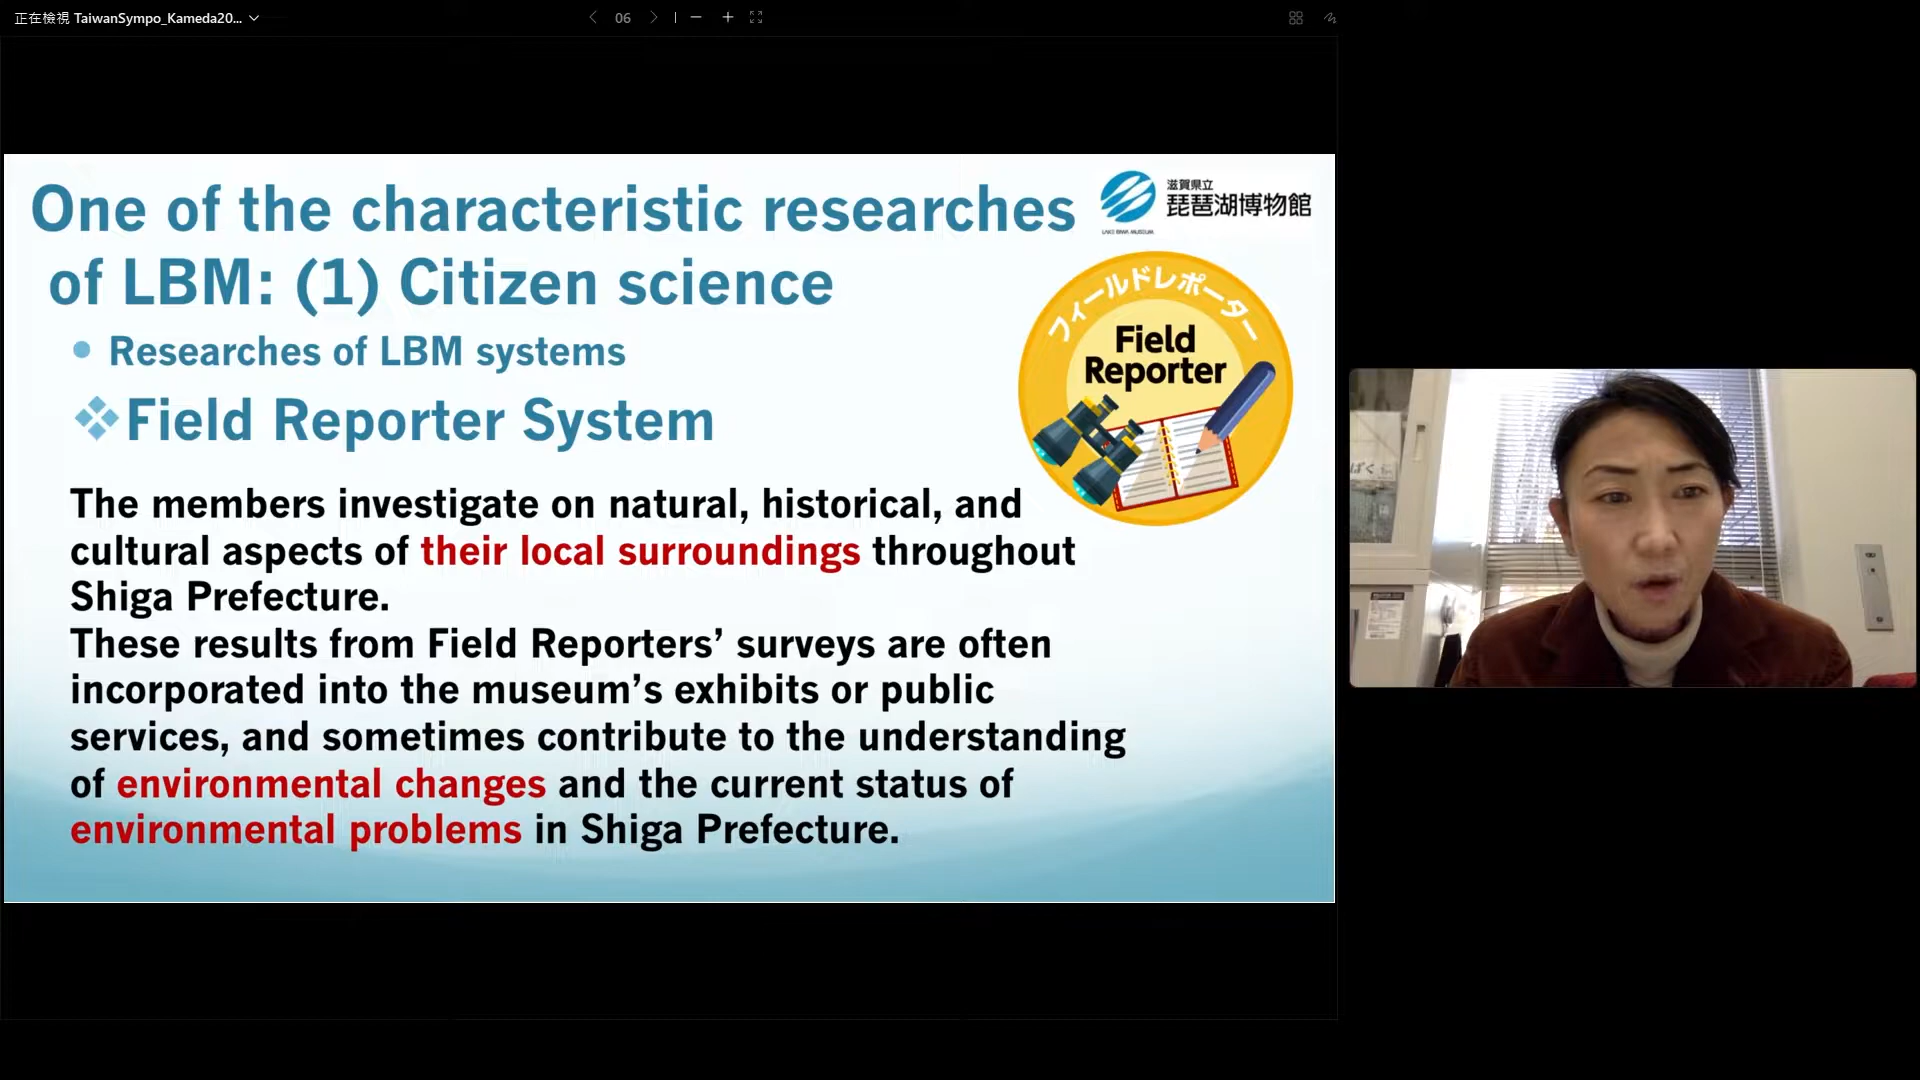 正在檢視 TaiwanSympo_Kameda20...
06
One of the characteristic researches
of LBM: (1) Citizen science
滋賀県立
琵琶湖博物館
LAKE BIWA MUSEUM
• Researches of LBM systems
❖Field Reporter System
フィールドレポーター
Field
Reporter
The members investigate on natural, historical, and
cultural aspects of their local surroundings throughout
Shiga Prefecture.
These results from Field Reporters’ surveys are often
incorporated into the museum’s exhibits or public
services, and sometimes contribute to the understanding
of environmental changes and the current status of
environmental problems in Shiga Prefecture.